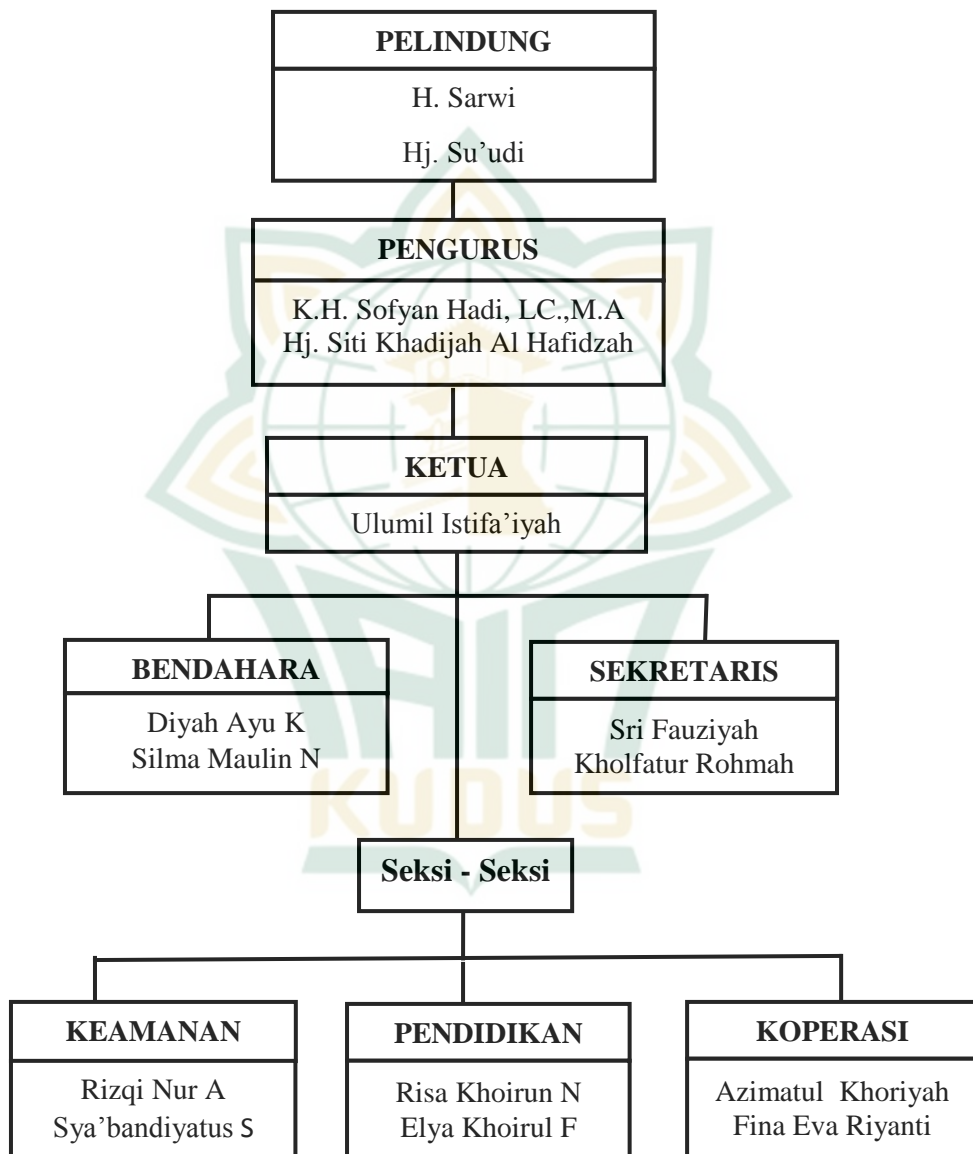 PELINDUNG
H. Sarwi
Hj. Su’udi
PENGURUS
K.H. Sofyan Hadi, LC.,M.A
Hj. Siti Khadijah Al Hafidzah
KETUA
Ulumil Istifa’iyah
BENDAHARA
Diyah Ayu K
Silma Maulin N
SEKRETARIS
Sri Fauziyah
Kholfatur Rohmah
IAIN
KUDUS
Seksi - Seksi
KEAMANAN
Rizqi Nur A
Sya’bandiyatus S
PENDIDIKAN
Risa Khoirun N
Elya Khoirul F
KOPERASI
Azimatul  Khoriyah
Fina Eva Riyanti